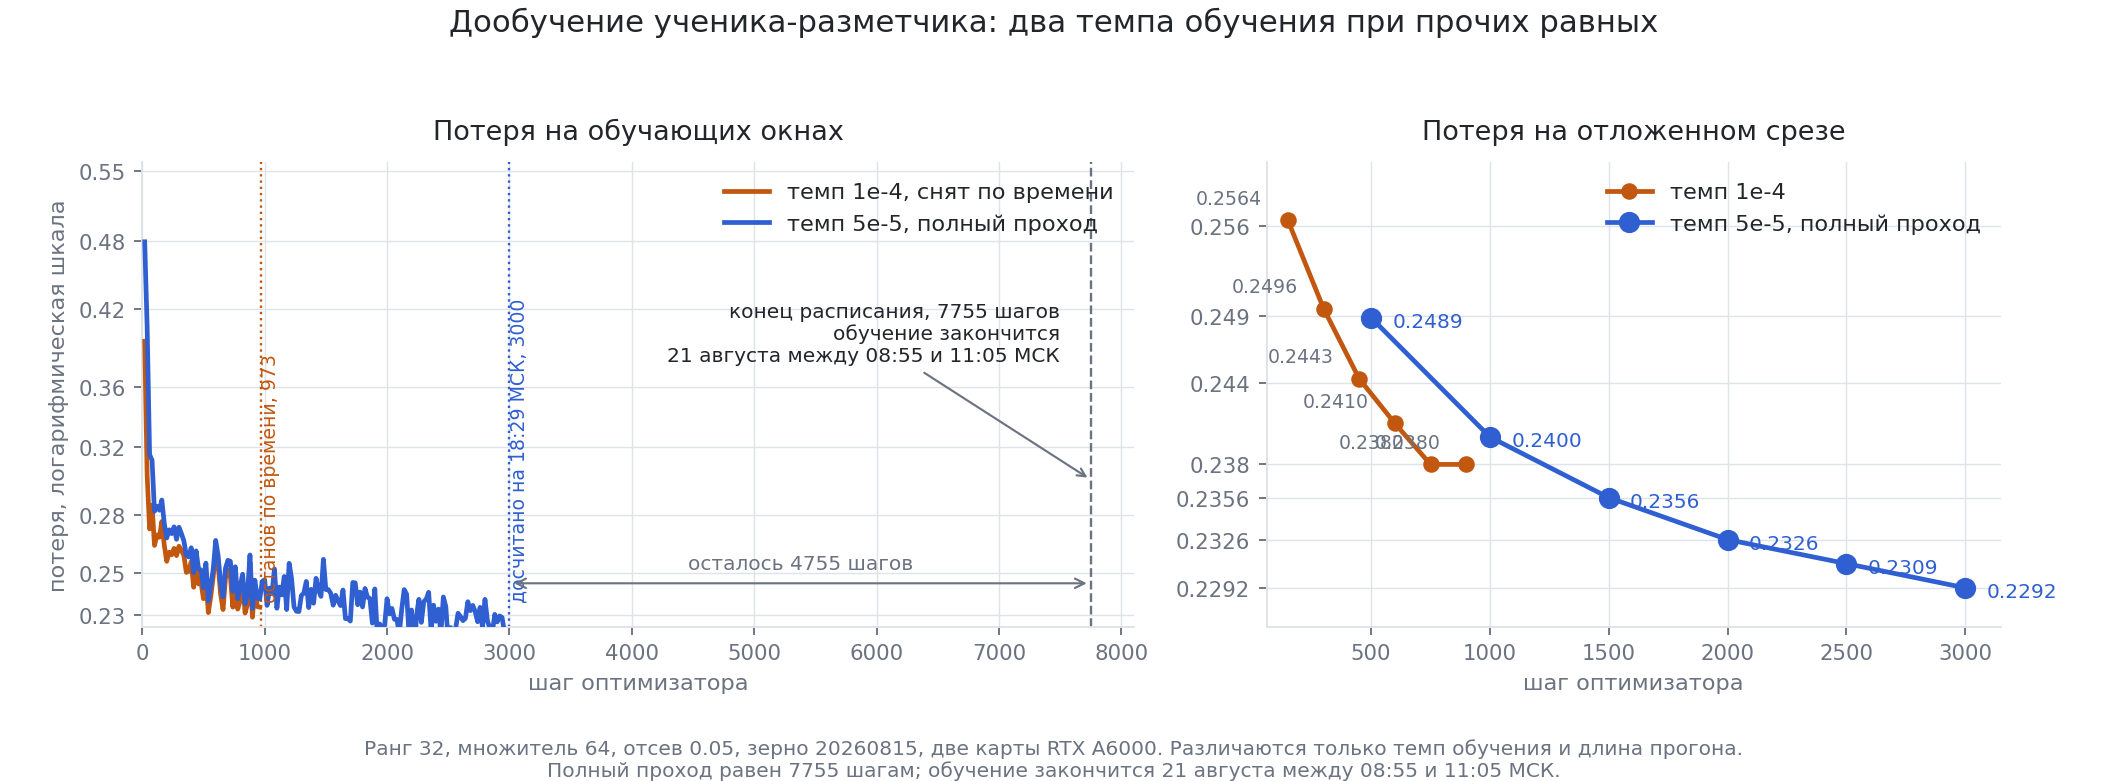 Дообучение ученика-разметчика: два темпа обучения при прочих равных
Потеря на обучающих окнах
потеря, логарифмическая шкала
0.55
0.48
0.42
0.36
0.32
0.28
0.25
0.23
темп 1e-4, снят по времени
темп 5e-5, полный проход
конец расписания, 7755 шагов
обучение закончится
21 августа между 08:55 и 11:05 МСК
останов по времени, 973
досчитано на 18:29 МСК, 3000
осталось 4755 шагов
0 1000 2000 3000 4000 5000 6000 7000 8000
шаг оптимизатора
Потеря на отложенном срезе
0.256
0.249
0.244
0.238
0.2356
0.2326
0.2292
темп 1e-4
темп 5e-5, полный проход
0.2564
0.2496
0.2443
0.2410
0.2380
0.2380
0.2489
0.2400
0.2356
0.2326
0.2309
0.2292
500 1000 1500 2000 2500 3000
шаг оптимизатора
Ранг 32, множитель 64, отсев 0.05, зерно 20260815, две карты RTX A6000. Различаются только темп обучения и длина прогона.
Полный проход равен 7755 шагам; обучение закончится 21 августа между 08:55 и 11:05 МСК.